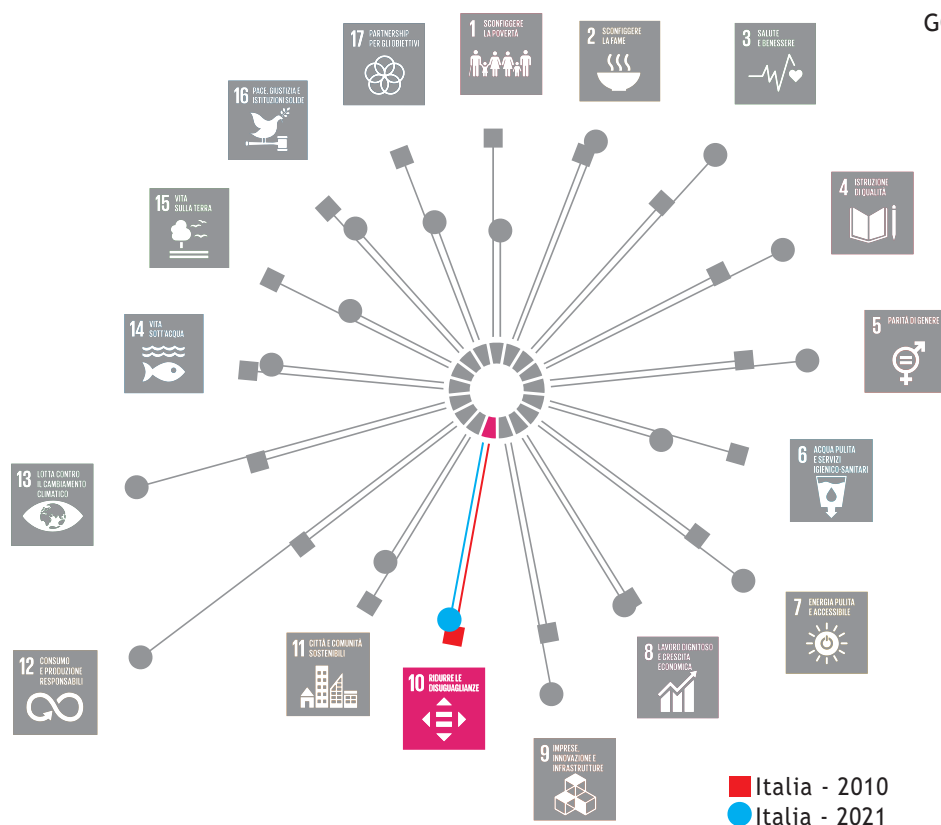 G
17 PARTNERSHIP
PER GLI OBIETTIVI
1 SCONFIGGERE
LA POVERTÀ
2 SCONFIGGERE
LA FAME
3 SALUTE
E BENESSERE
16 PACE, GIUSTIZIA E
ISTITUZIONI SOLIDE
4 ISTRUZIONE
DI QUALITÀ
15 VITA
SULLA TERRA
5 PARITÀ DI GENERE
14 VITA
SOTT'ACQUA
6 ACQUA PULITA
E SERVIZI
IGIENICO-SANITARI
13 LOTTA CONTRO
IL CAMBIAMENTO
CLIMATICO
7 ENERGIA PULITA
E ACCESSIBILE
12 CONSUMO
E PRODUZIONE
RESPONSABILI
11 CITTÀ E COMUNITÀ
SOSTENIBILI
10 RIDURRE LE
DISUGUAGLIANZE
8 LAVORO DIGNITOSO
E CRESCITA
ECONOMICA
9 IMPRESE,
INNOVAZIONE E
INFRASTRUTTURE
Italia - 2010
Italia - 2021